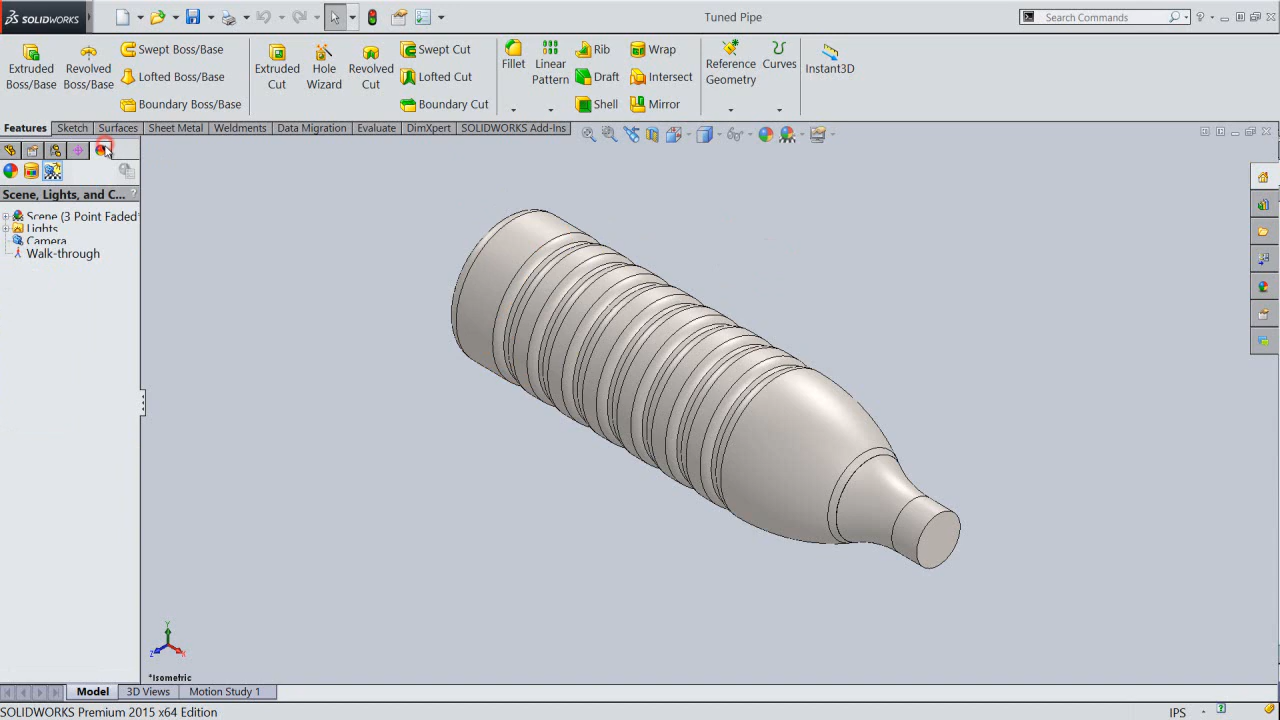 SOLIDWORKS
Tuned Pipe
Search Commands
Extruded Boss/Base
Revolved Boss/Base
Swept Boss/Base
Lofted Boss/Base
Boundary Boss/Base
Extruded Cut
Hole Wizard
Revolved Cut
Swept Cut
Lofted Cut
Boundary Cut
Fillet
Linear Pattern
Rib
Draft
Shell
Wrap
Intersect
Mirror
Reference Geometry
Curves
Instant3D
Features
Sketch
Surfaces
Sheet Metal
Weldments
Data Migration
Evaluate
DimXpert
SOLIDWORKS Add-Ins
Scene, Lights, and C...
Scene (3 Point Faded
Lights
Camera
Walk-through
Y
Z
X
*Isometric
Model
3D Views
Motion Study 1
SOLIDWORKS Premium 2015 x64 Edition
IPS